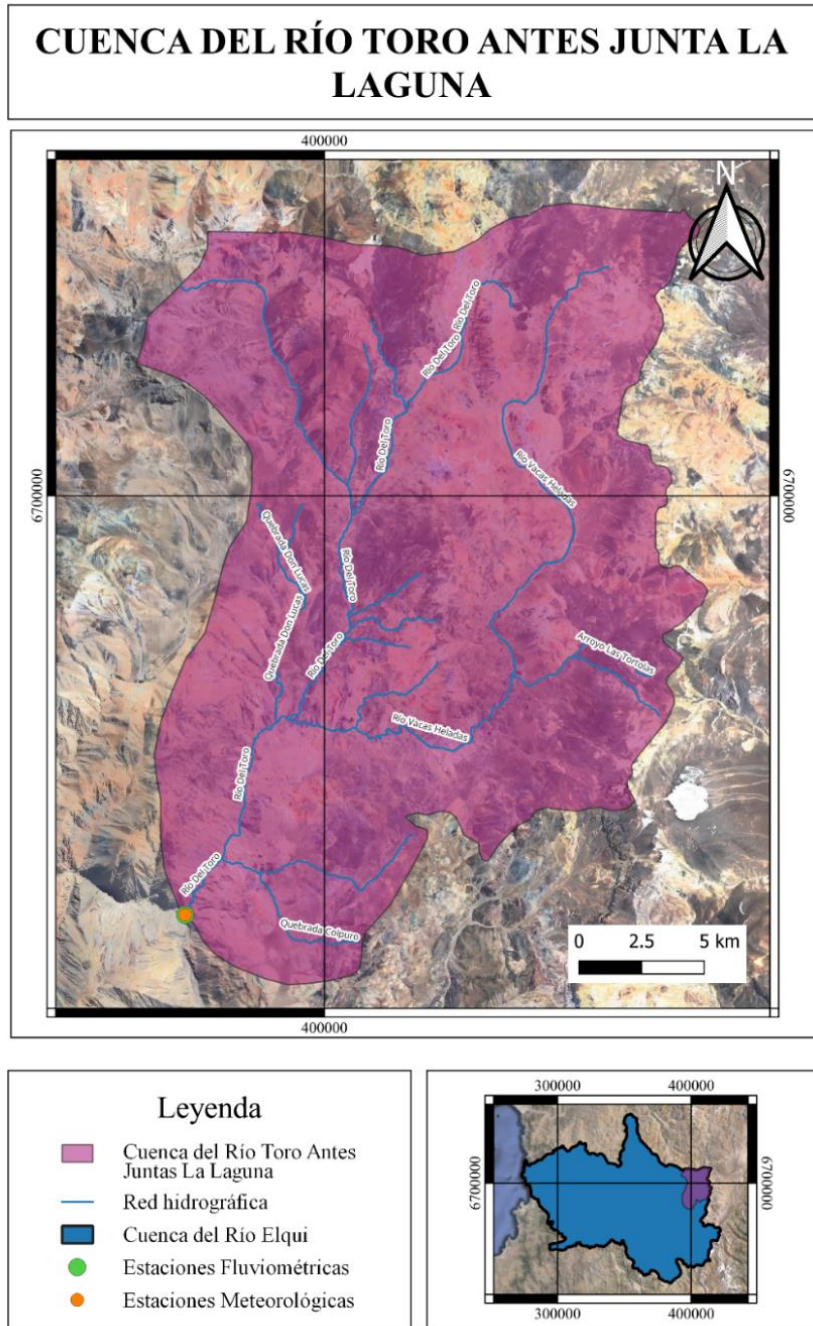 CUENCA DEL RÍO TORO ANTES JUNTA LA
LAGUNA
400000
N
Río Del Toro
Río Del Toro
Río Del Toro
Río Vacas Heladas
6700000
6700000
Quebrada Don Lucas
Río Del Toro
Quebrada Don Lucas
Río Del Toro
Arroyo Las Tortolas
Río Vacas Heladas
Río Del Toro
Río Del Toro
Quebrada Colpuro
0 2.5 5 km
400000
Leyenda
Cuenca del Río Toro Antes
Juntas La Laguna
Red hidrográfica
Cuenca del Río Elqui
Estaciones Fluviométricas
Estaciones Meteorológicas
300000 400000
6700000
6700000
300000 400000